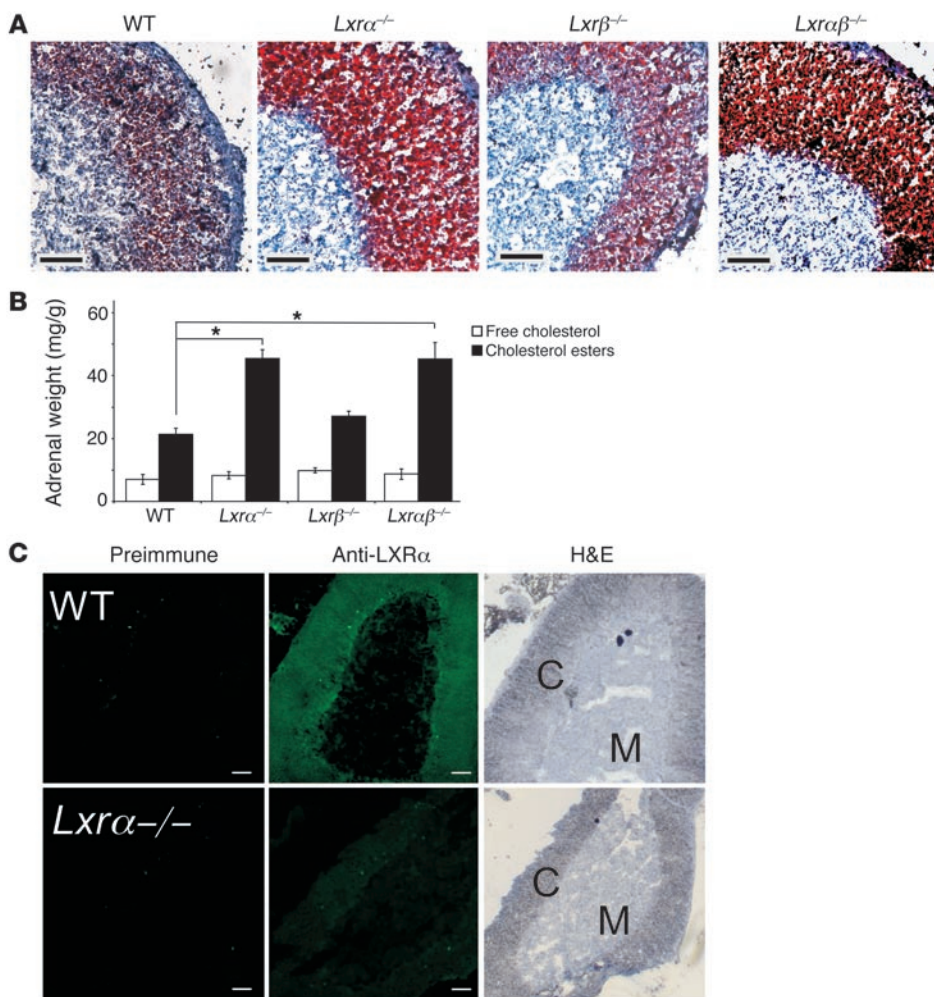 A
WT
Lxrα–/–
Lxrβ–/–
Lxrαβ–/–
B
Adrenal weight (mg/g)
60
40
20
0
*
*
Free cholesterol
Cholesterol esters
WT
Lxrα–/–
Lxrβ–/–
Lxrαβ–/–
C
Preimmune
Anti-LXRα
H&E
WT
C
M
Lxrα–/–
C
M